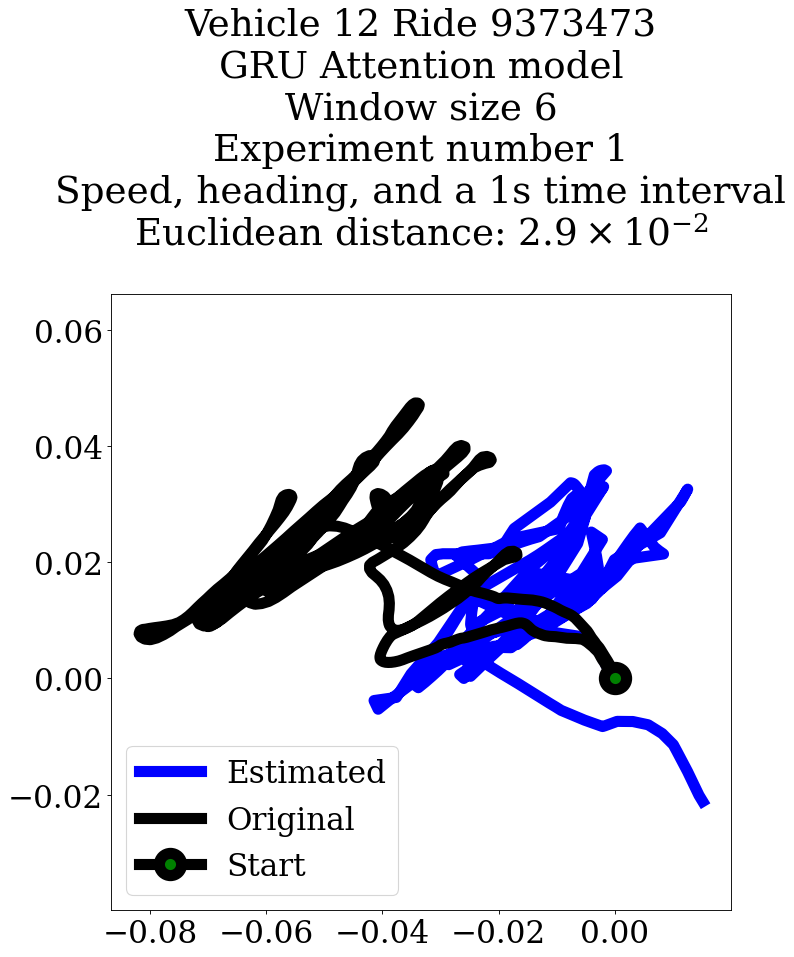 Vehicle 12 Ride 9373473
GRU Attention model
Window size 6
Experiment number 1
Speed, heading, and a 1s time interval
Euclidean distance: 2.9 × 10⁻²
0.06
0.04
0.02
0.00
−0.02
Estimated
Original
Start
−0.08 −0.06 −0.04 −0.02 0.00